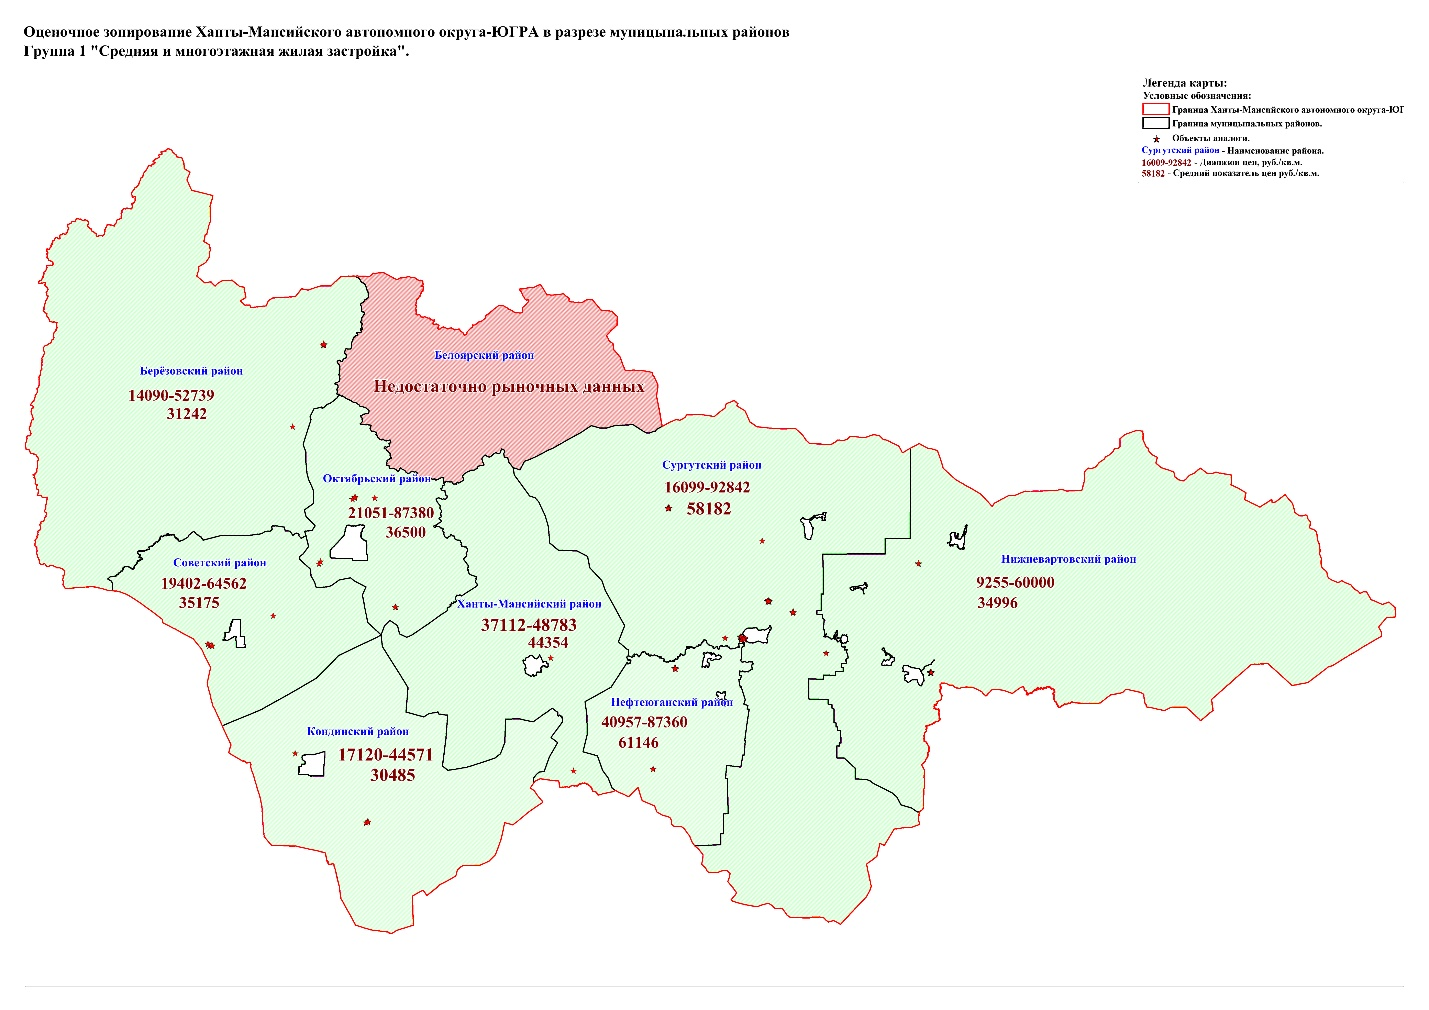 Оценочное зонирование Ханты-Мансийского автономного округа-ЮГРА в разрезе муниципальных районов
Группа 1 "Средняя и многоэтажная жилая застройка".
Легенда карты:
Условные обозначения:
Граница Ханты-Мансийского автономного округа-ЮГ
Граница муниципальных районов.
Объекты аналоги.
Сургутский район - Наименование района.
16009-92842 - Диапазон цен, руб./кв.м.
58182 - Средний показатель цен руб./кв.м.
Белоярский район
Недостаточно рыночных данных
Берёзовский район
14090-52739
31242
Октябрьский район
21051-87380
36500
Сургутский район
16099-92842
58182
Советский район
19402-64562
35175
Нижневартовский район
9255-60000
34996
Ханты-Мансийский район
37112-48783
44354
Нефтеюганский район
40957-87360
61146
Кондинский район
17120-44571
30485